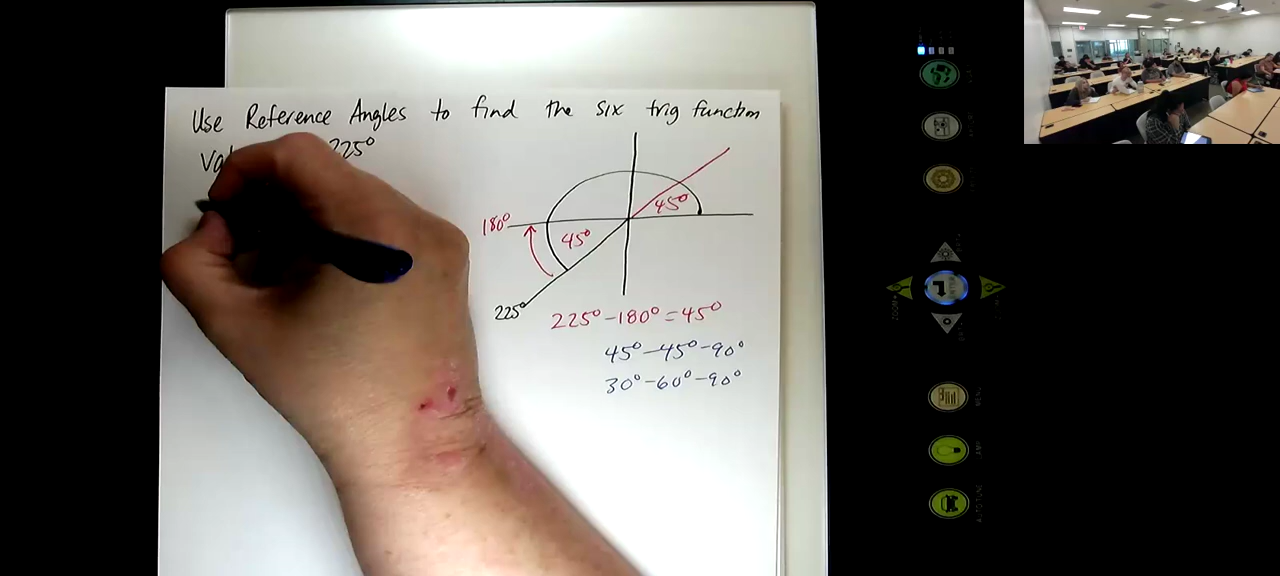 Use Reference Angles to find the six trig function
225°
180°
45°
45°
225°
225° - 180° = 45°
45° - 45° - 90°
30° - 60° - 90°